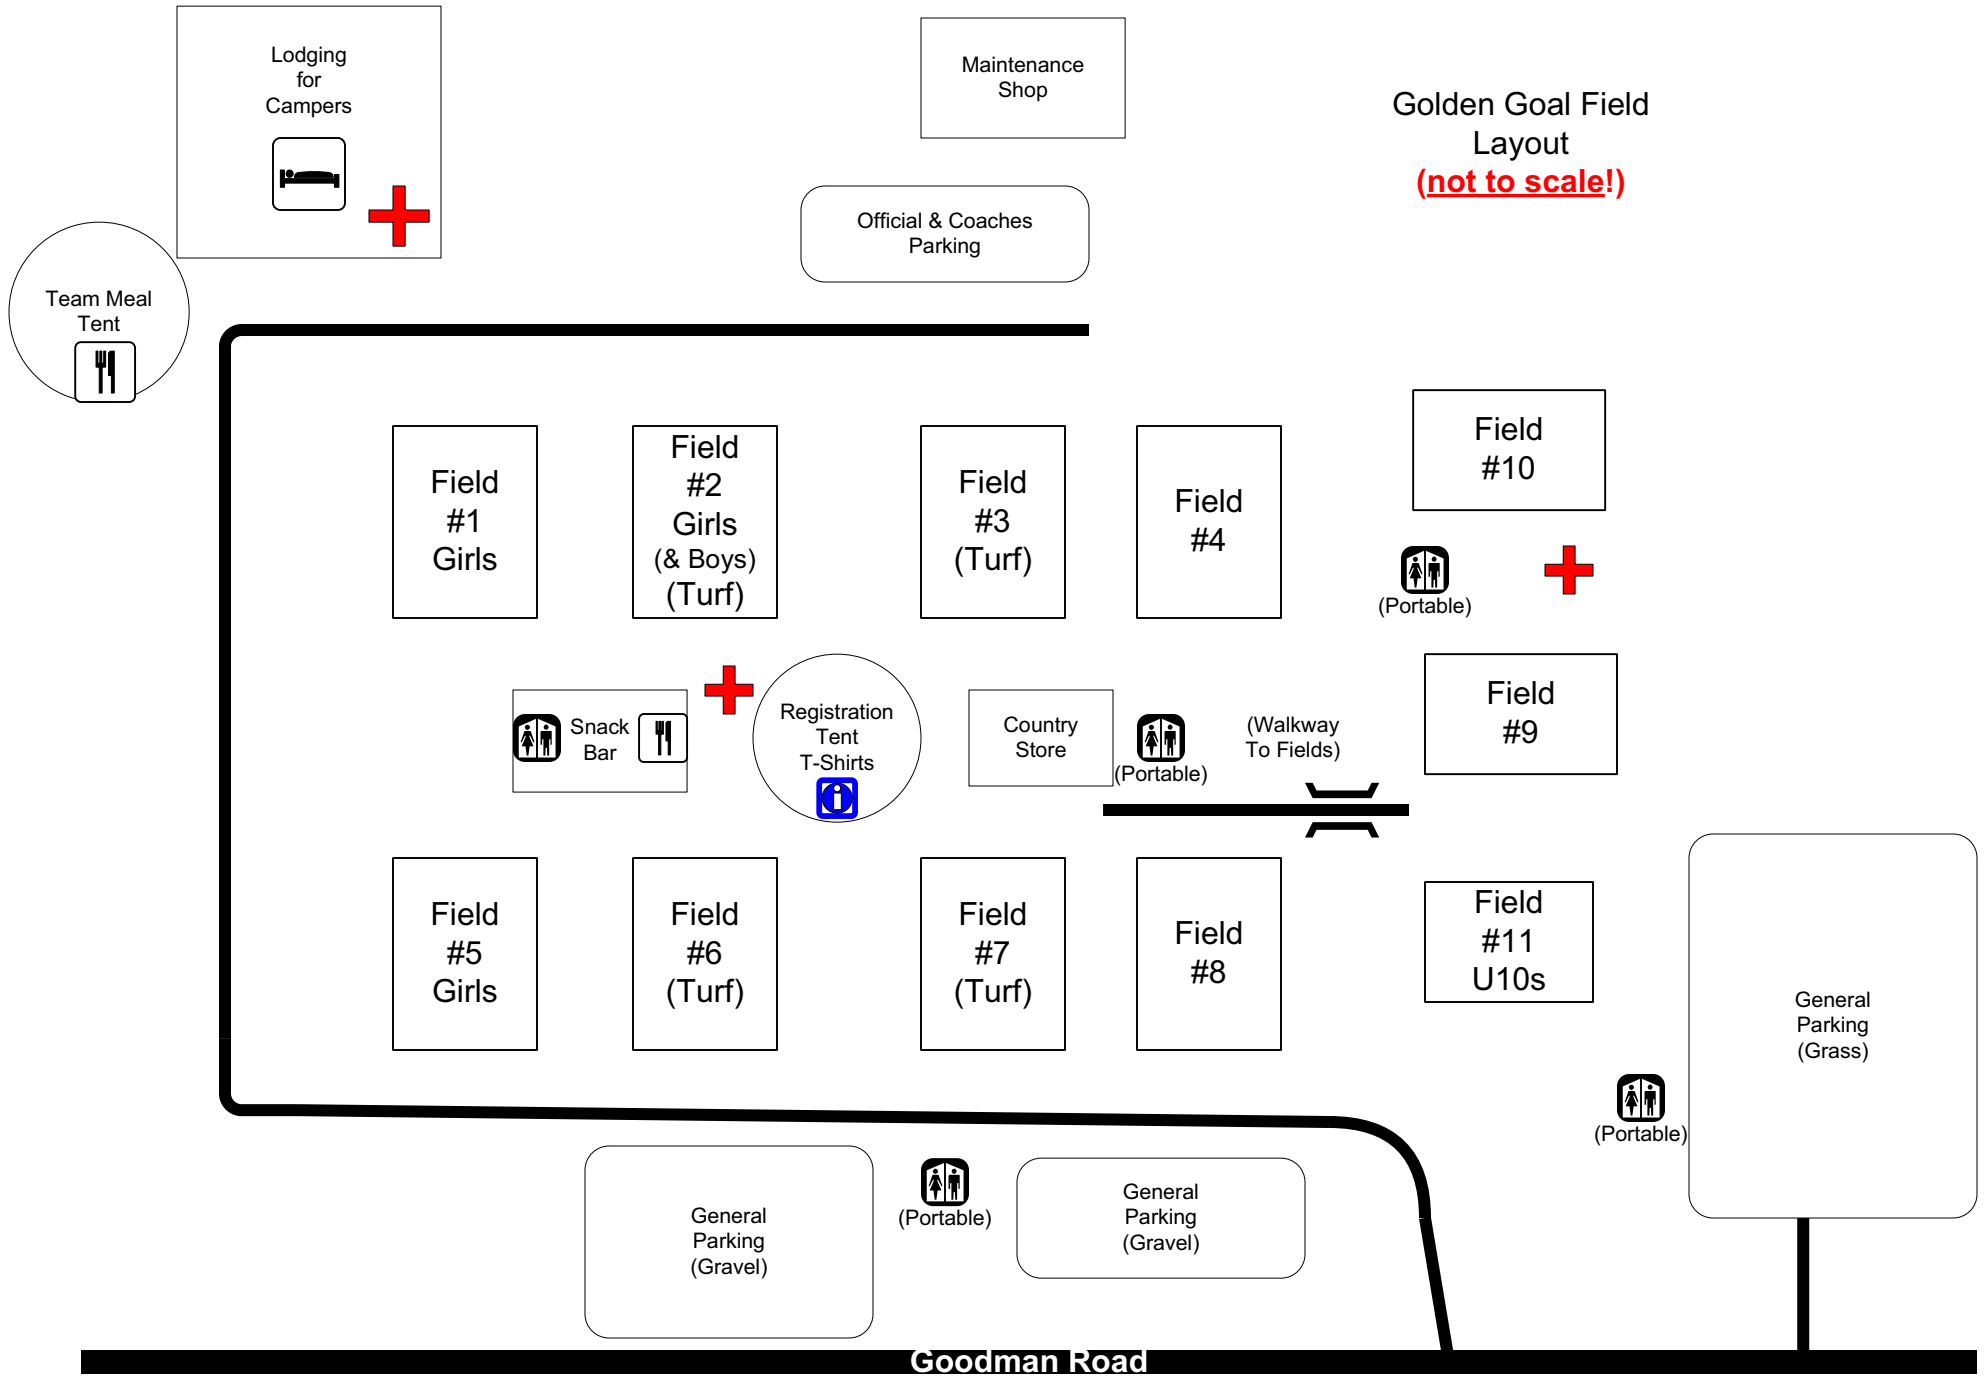 Lodging
for
Campers
Maintenance
Shop
Golden Goal Field
Layout
(not to scale!)
Official & Coaches
Parking
Team Meal
Tent
Field
#1
Girls
Field
#2
Girls
(& Boys)
(Turf)
Field
#3
(Turf)
Field
#4
Field
#10
(Portable)
Snack
Bar
Registration
Tent
T-Shirts
Country
Store
(Portable)
(Walkway
To Fields)
Field
#9
Field
#5
Girls
Field
#6
(Turf)
Field
#7
(Turf)
Field
#8
Field
#11
U10s
General
Parking
(Grass)
(Portable)
General
Parking
(Gravel)
(Portable)
General
Parking
(Gravel)
Goodman Road